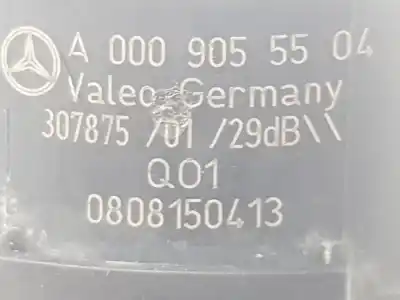 A 000 905 55 04
Valeo Germany
307875 /01 /29dB\\
Q01
0808150413